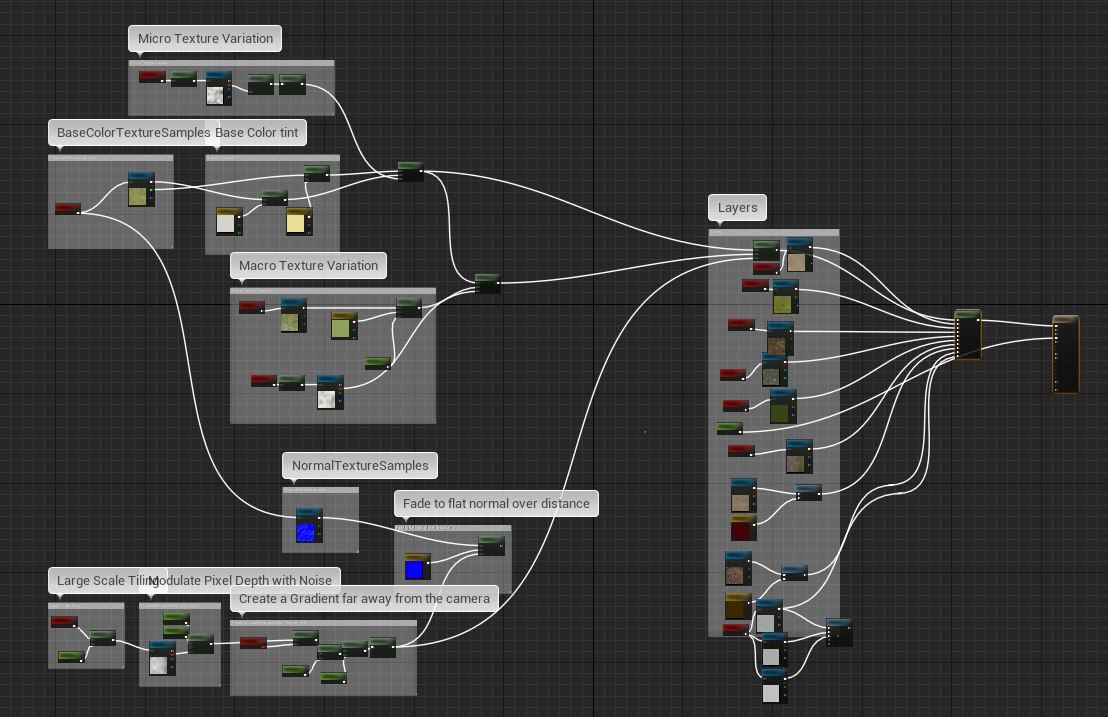 Micro Texture Variation
BaseColorTextureSamples
Base Color tint
Macro Texture Variation
Layers
NormalTextureSamples
Fade to flat normal over distance
Large Scale Tiling
Modulate Pixel Depth with Noise
Create a Gradient far away from the camera